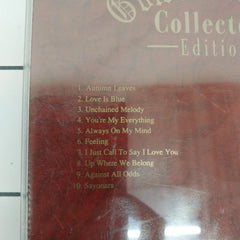 Collect
Edition
1. Autumn Leaves
2. Love Is Blue
3. Unchained Melody
4. You're My Everything
5. Always On My Mind
6. Feeling
7. I Just Call To Say I Love You
8. Up Where We Belong
9. Against All Odds
10. Sayonara